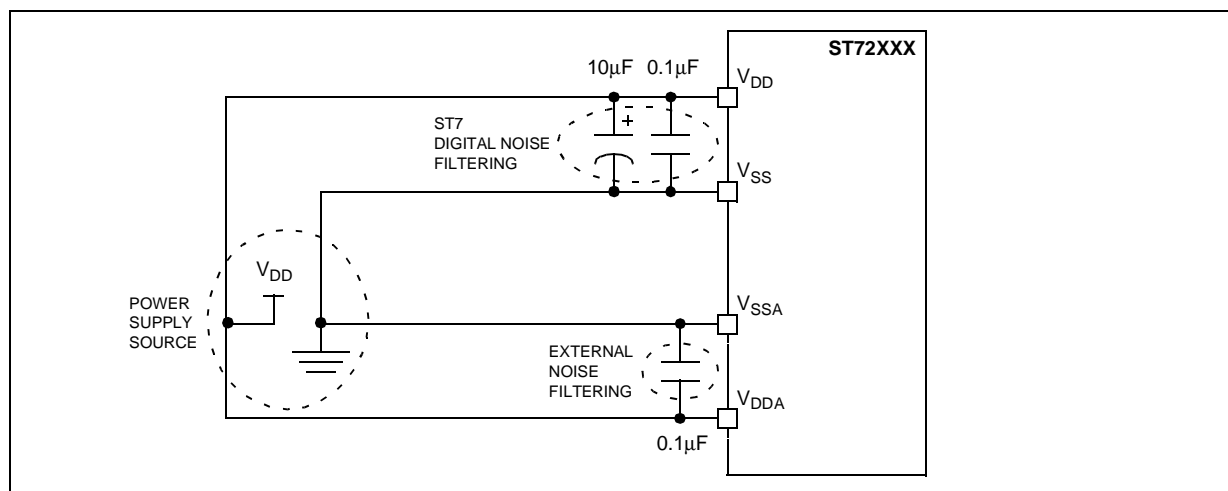 ST72XXX
10μF 0.1μF
VDD
+
ST7
DIGITAL NOISE
FILTERING
VSS
VDD
POWER
SUPPLY
SOURCE
VSSA
EXTERNAL
NOISE
FILTERING
VDDA
0.1μF